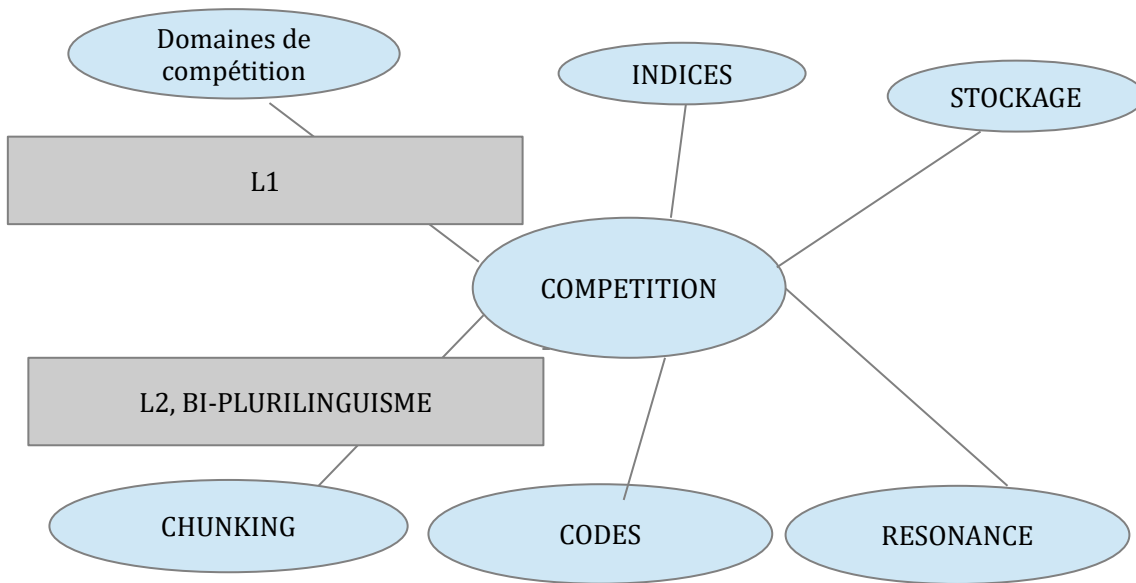 Domaines de
compétition
INDICES
STOCKAGE
L1
COMPETITION
L2, BI-PLURILINGUISME
CHUNKING
CODES
RESONANCE